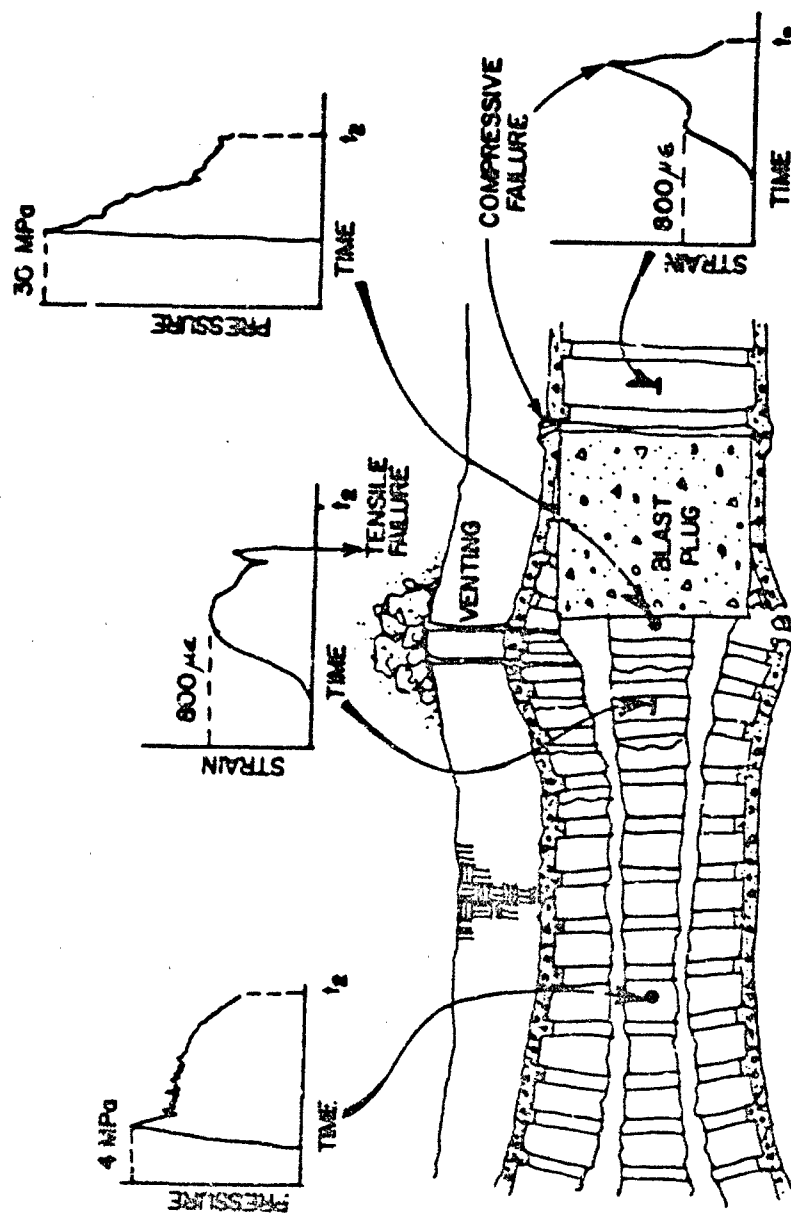 4 MPa
PRESSURE
TIME
t₂
800 με
STRAIN
TIME
t₂
TENSILE
FAILURE
30 MPa
PRESSURE
TIME
t₂
VENTING
BLAST
PLUG
COMPRESSIVE
FAILURE
800 με
STRAIN
TIME